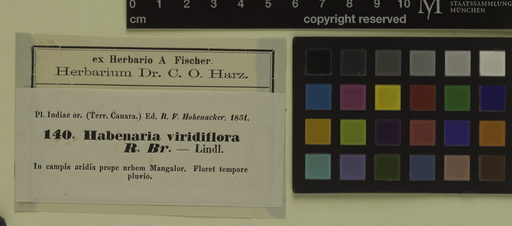 0 1 2 3 4 5 6 7 8 9 10
cm
copyright reserved
M
STAATSSAMMLUNG
MÜNCHEN
ex Herbario A Fischer.
Herbarium Dr. C. O. Harz.
Pl. Indiae or. (Terr. Canara.) Ed. R. F. Hohenacker, 1851.
140. Habenaria viridiflora
R. Br. — Lindl.
In campis aridis prope urbem Mangalor. Floret tempore
pluvio.